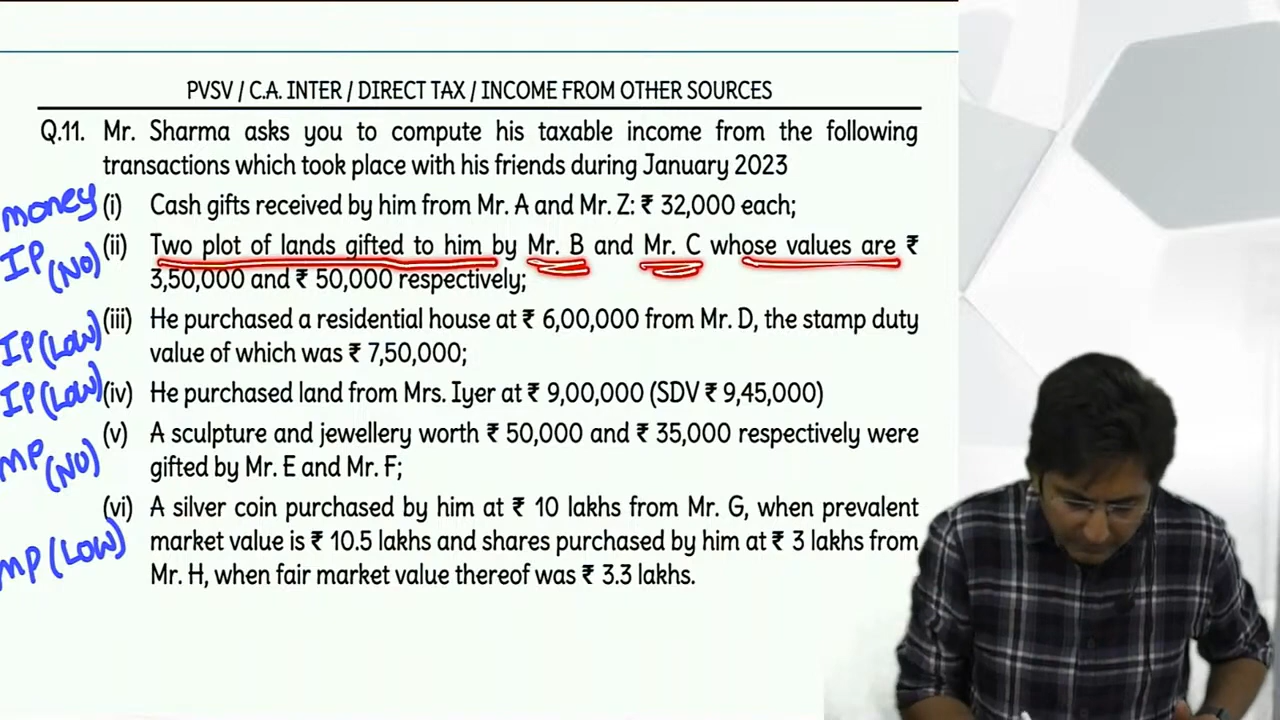 PVSV / C.A. INTER / DIRECT TAX / INCOME FROM OTHER SOURCES
Q.11. Mr. Sharma asks you to compute his taxable income from the following
transactions which took place with his friends during January 2023
money (i) Cash gifts received by him from Mr. A and Mr. Z: ₹ 32,000 each;
IP (NO) (ii) Two plot of lands gifted to him by Mr. B and Mr. C whose values are ₹
3,50,000 and ₹ 50,000 respectively;
IP (LOW) (iii) He purchased a residential house at ₹ 6,00,000 from Mr. D, the stamp duty
value of which was ₹ 7,50,000;
IP (LOW) (iv) He purchased land from Mrs. Iyer at ₹ 9,00,000 (SDV ₹ 9,45,000)
MP (NO) (v) A sculpture and jewellery worth ₹ 50,000 and ₹ 35,000 respectively were
gifted by Mr. E and Mr. F;
MP (LOW) (vi) A silver coin purchased by him at ₹ 10 lakhs from Mr. G, when prevalent
market value is ₹ 10.5 lakhs and shares purchased by him at ₹ 3 lakhs from
Mr. H, when fair market value thereof was ₹ 3.3 lakhs.